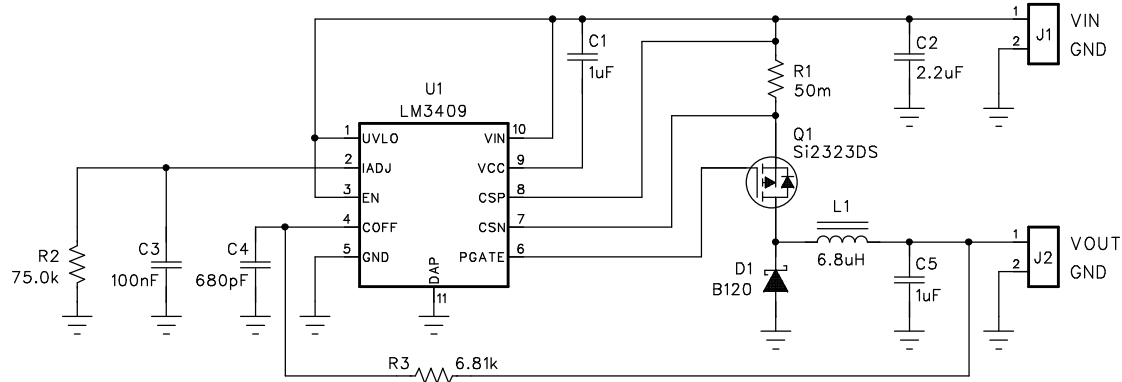 1
VIN
J1
2
GND
C1
1uF
C2
2.2uF
R1
50m
U1
LM3409
Q1
Si2323DS
1
UVLO
VIN
10
2
IADJ
VCC
9
3
EN
CSP
8
4
COFF
CSN
7
5
GND
PGATE
6
DAP
11
R2
75.0k
C3
100nF
C4
680pF
L1
6.8uH
D1
B120
C5
1uF
1
VOUT
J2
2
GND
R3
6.81k